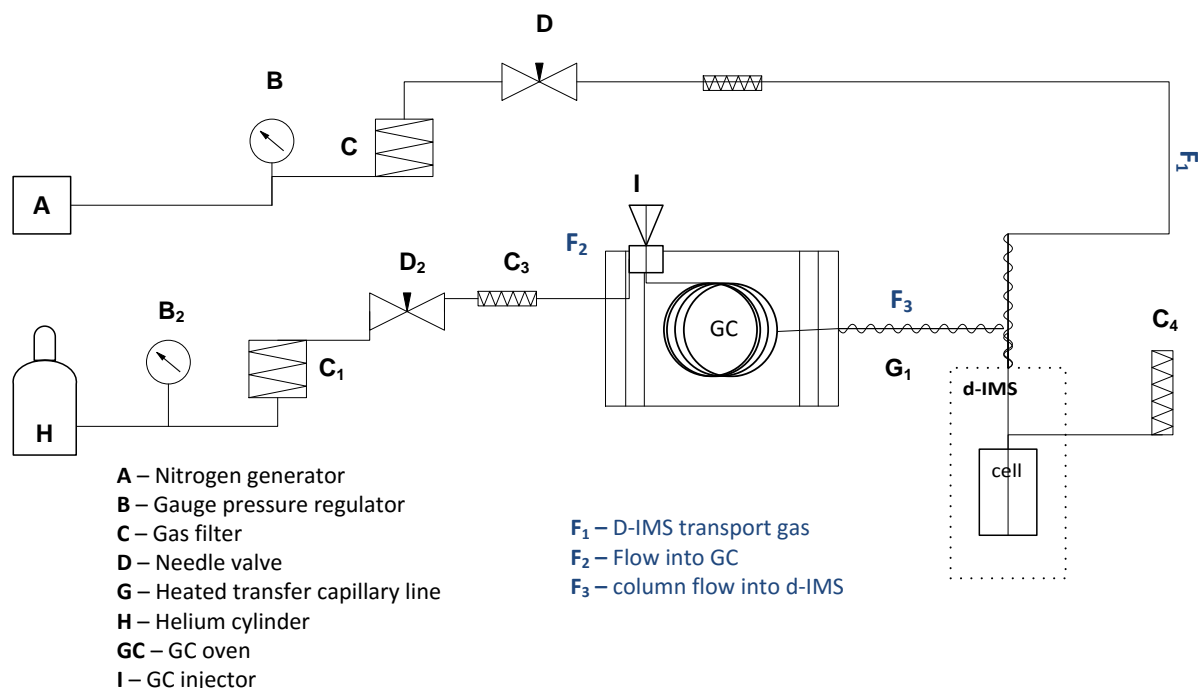 D
B
C
A
F₁
I
F₂
D₂
C₃
B₂
GC
F₃
C₄
C₁
G₁
d-IMS
H
cell
A – Nitrogen generator
B – Gauge pressure regulator
C – Gas filter
D – Needle valve
G – Heated transfer capillary line
H – Helium cylinder
GC – GC oven
I – GC injector
F₁ – D-IMS transport gas
F₂ – Flow into GC
F₃ – column flow into d-IMS